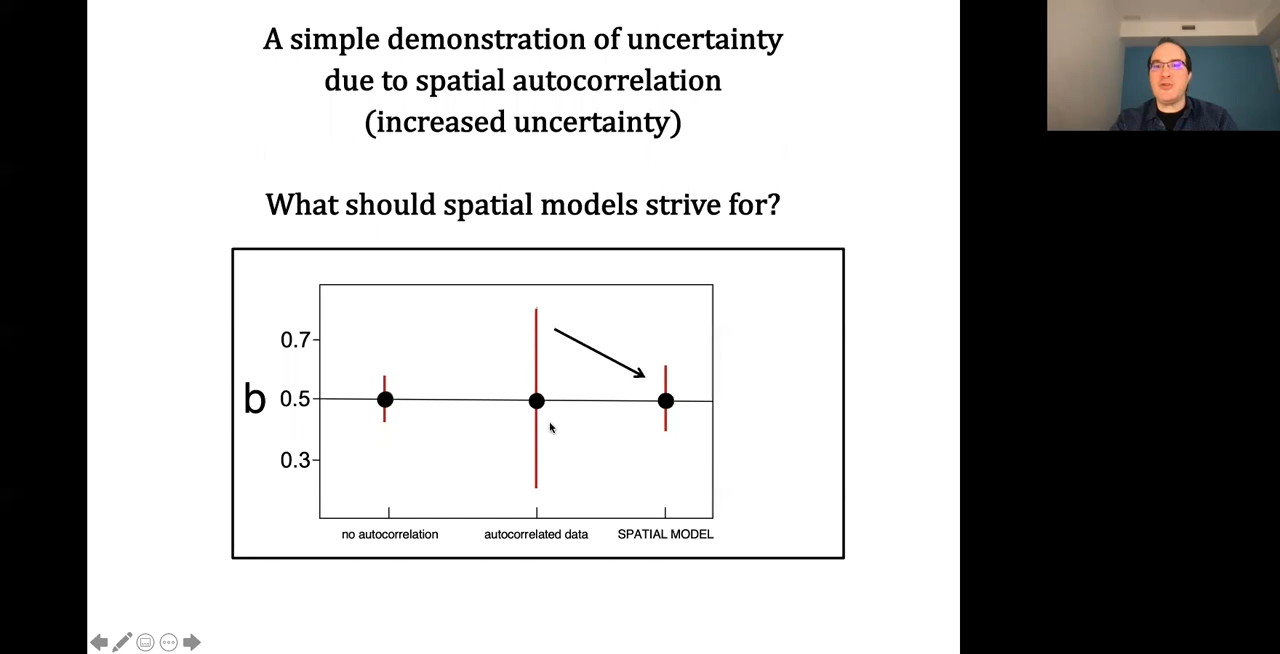 A simple demonstration of uncertainty
due to spatial autocorrelation
(increased uncertainty)
What should spatial models strive for?
0.7
b 0.5
0.3
no autocorrelation autocorrelated data SPATIAL MODEL